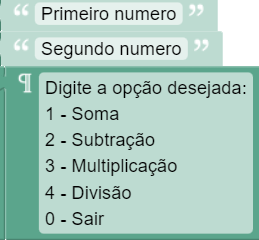 “ Primeiro numero ”
“ Segundo numero ”
¶ Digite a opção desejada:
1 - Soma
2 - Subtração
3 - Multiplicação
4 - Divisão
0 - Sair